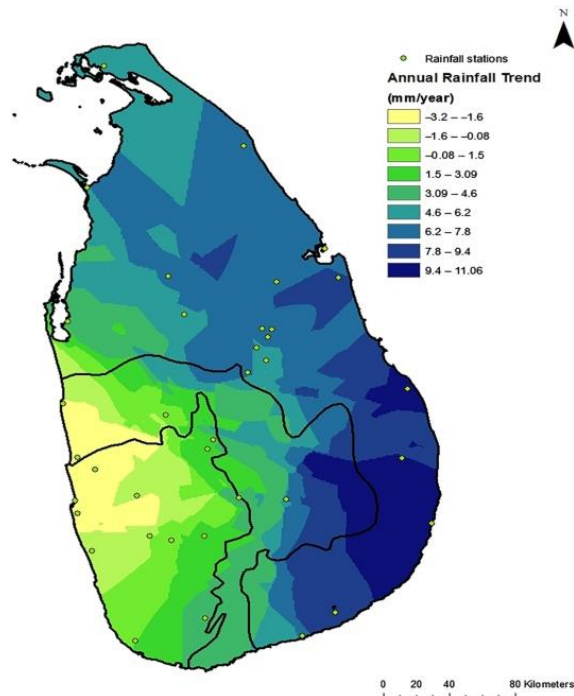 N
Rainfall stations
Annual Rainfall Trend
(mm/year)
−3.2 – −1.6
−1.6 – −0.08
−0.08 – 1.5
1.5 – 3.09
3.09 – 4.6
4.6 – 6.2
6.2 – 7.8
7.8 – 9.4
9.4 – 11.06
0 20 40 80 Kilometers